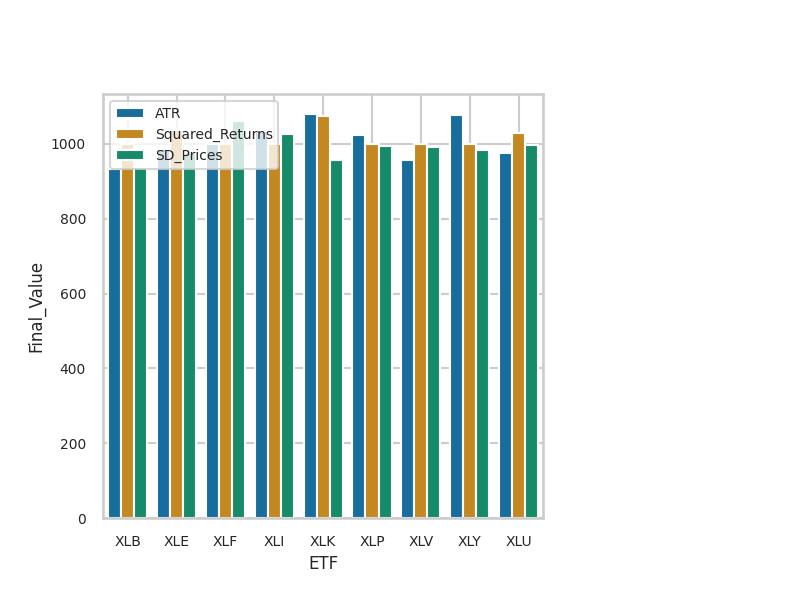 ATR
Squared_Returns
SD_Prices
1000
800
600
400
200
0
Final_Value
XLB XLE XLF XLI XLK XLP XLV XLY XLU
ETF